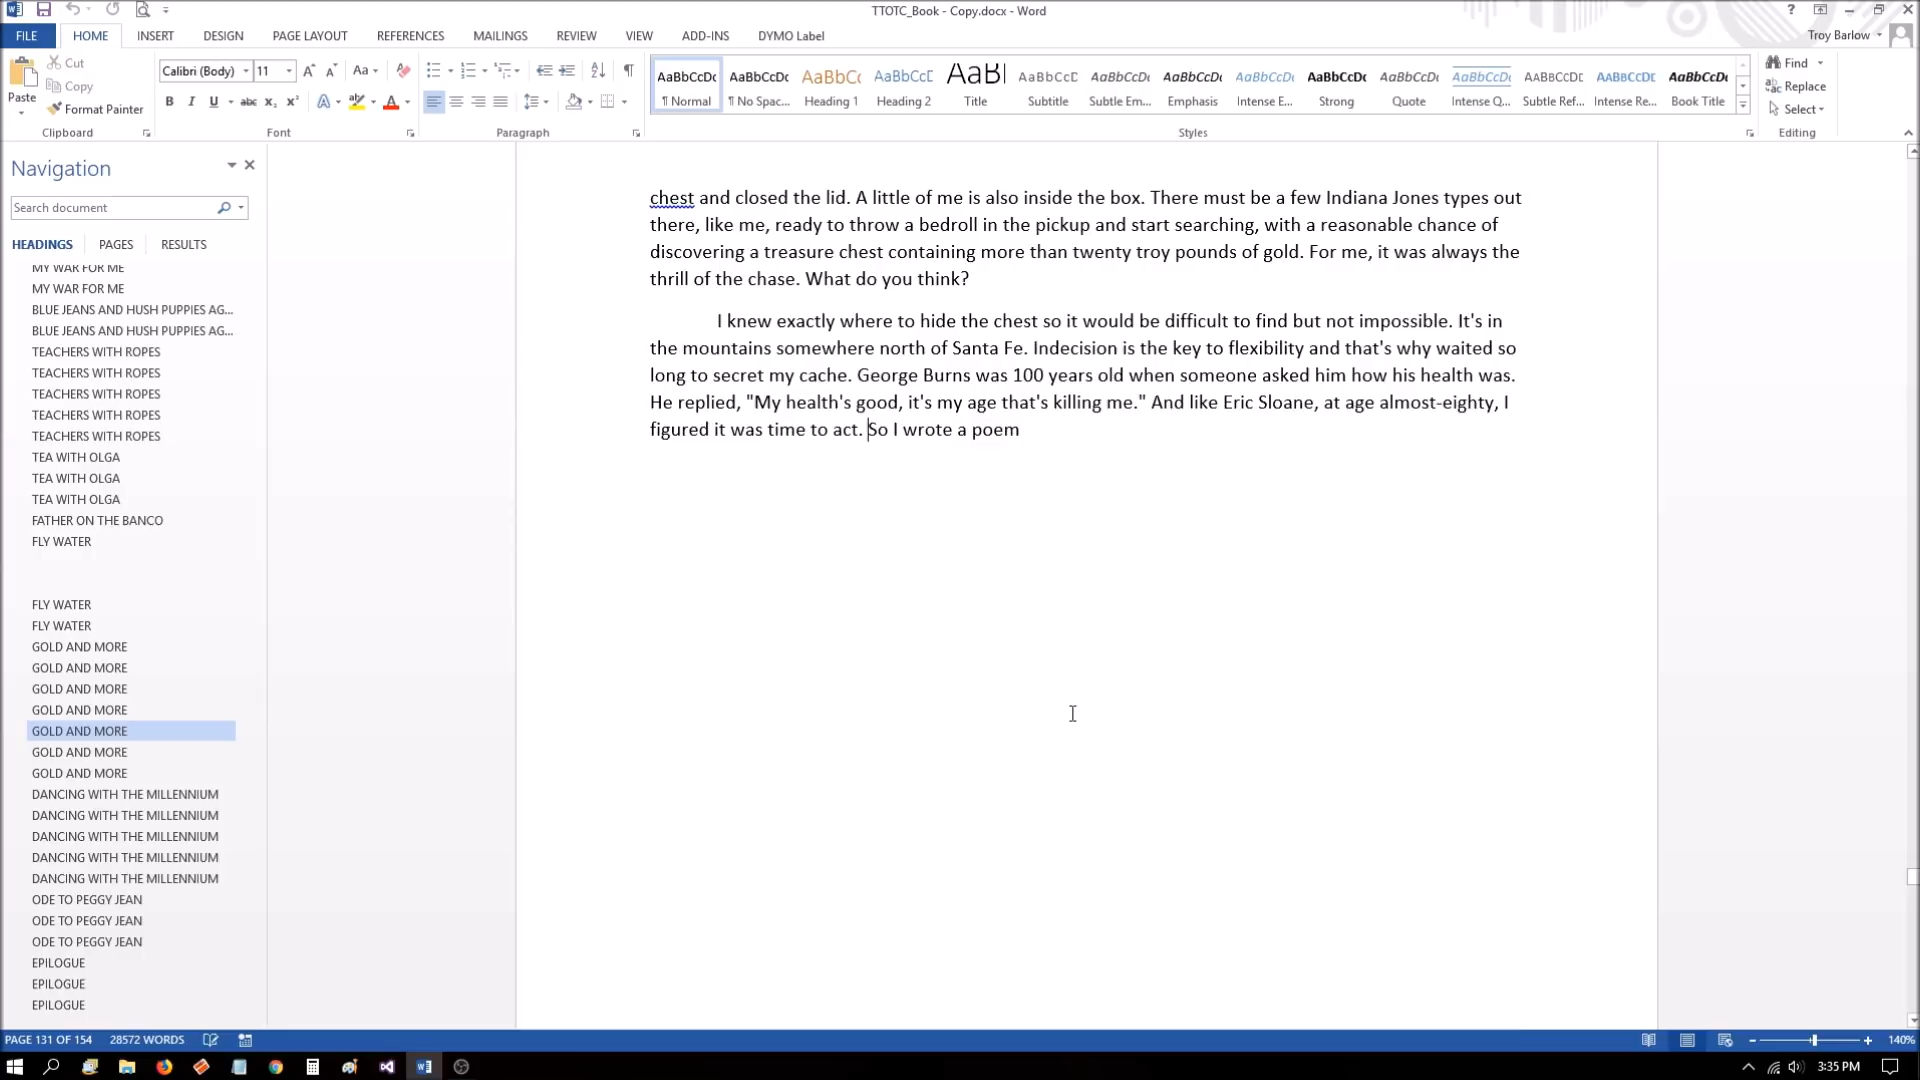 TTOTC_Book - Copy.docx - Word
FILE HOME INSERT DESIGN PAGE LAYOUT REFERENCES MAILINGS REVIEW VIEW ADD-INS DYMO Label
Troy Barlow
Paste
Cut
Copy
Format Painter
Clipboard
Calibri (Body) 11
Font
Paragraph
AaBbCcDc AaBbCcDc AaBbCc AaBbCcE AaBl AaBbCcD AaBbCcDc AaBbCcDc AaBbCcDc AaBbCcDc AaBbCcDc AaBbCcDc AABBCCDE AABBCCDE AaBbCcDc
¶ Normal ¶ No Spac... Heading 1 Heading 2 Title Subtitle Subtle Em... Emphasis Intense E... Strong Quote Intense Q... Subtle Ref... Intense Re... Book Title
Styles
Find
Replace
Select
Editing
Navigation
Search document
HEADINGS PAGES RESULTS
MY WAR FOR ME
MY WAR FOR ME
BLUE JEANS AND HUSH PUPPIES AG...
BLUE JEANS AND HUSH PUPPIES AG...
TEACHERS WITH ROPES
TEACHERS WITH ROPES
TEACHERS WITH ROPES
TEACHERS WITH ROPES
TEACHERS WITH ROPES
TEA WITH OLGA
TEA WITH OLGA
TEA WITH OLGA
FATHER ON THE BANCO
FLY WATER
FLY WATER
FLY WATER
GOLD AND MORE
GOLD AND MORE
GOLD AND MORE
GOLD AND MORE
GOLD AND MORE
GOLD AND MORE
GOLD AND MORE
DANCING WITH THE MILLENNIUM
DANCING WITH THE MILLENNIUM
DANCING WITH THE MILLENNIUM
DANCING WITH THE MILLENNIUM
DANCING WITH THE MILLENNIUM
ODE TO PEGGY JEAN
ODE TO PEGGY JEAN
ODE TO PEGGY JEAN
EPILOGUE
EPILOGUE
EPILOGUE
chest and closed the lid. A little of me is also inside the box. There must be a few Indiana Jones types out
there, like me, ready to throw a bedroll in the pickup and start searching, with a reasonable chance of
discovering a treasure chest containing more than twenty troy pounds of gold. For me, it was always the
thrill of the chase. What do you think?
I knew exactly where to hide the chest so it would be difficult to find but not impossible. It's in
the mountains somewhere north of Santa Fe. Indecision is the key to flexibility and that's why waited so
long to secret my cache. George Burns was 100 years old when someone asked him how his health was.
He replied, "My health's good, it's my age that's killing me." And like Eric Sloane, at age almost-eighty, I
figured it was time to act. So I wrote a poem
PAGE 131 OF 154 28572 WORDS
140%
3:35 PM